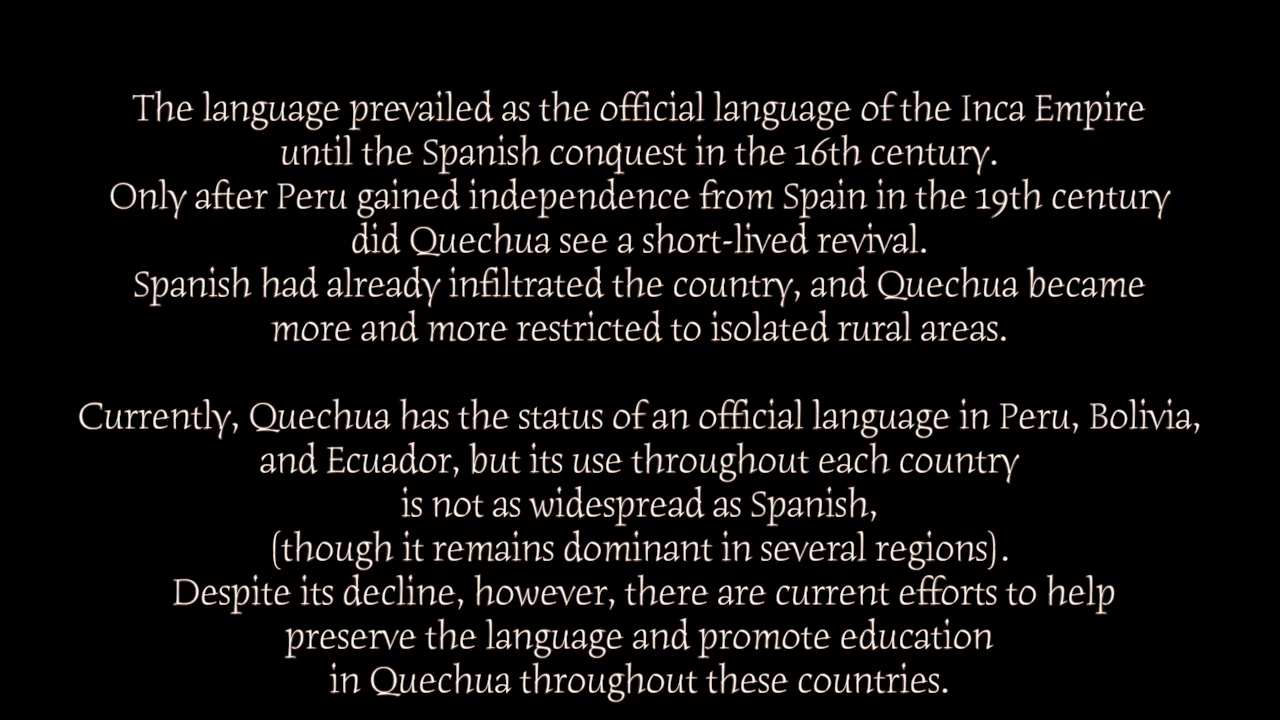 The language prevailed as the official language of the Inca Empire
until the Spanish conquest in the 16th century.
Only after Peru gained independence from Spain in the 19th century
did Quechua see a short-lived revival.
Spanish had already infiltrated the country, and Quechua became
more and more restricted to isolated rural areas.
Currently, Quechua has the status of an official language in Peru, Bolivia,
and Ecuador, but its use throughout each country
is not as widespread as Spanish,
(though it remains dominant in several regions).
Despite its decline, however, there are current efforts to help
preserve the language and promote education
in Quechua throughout these countries.